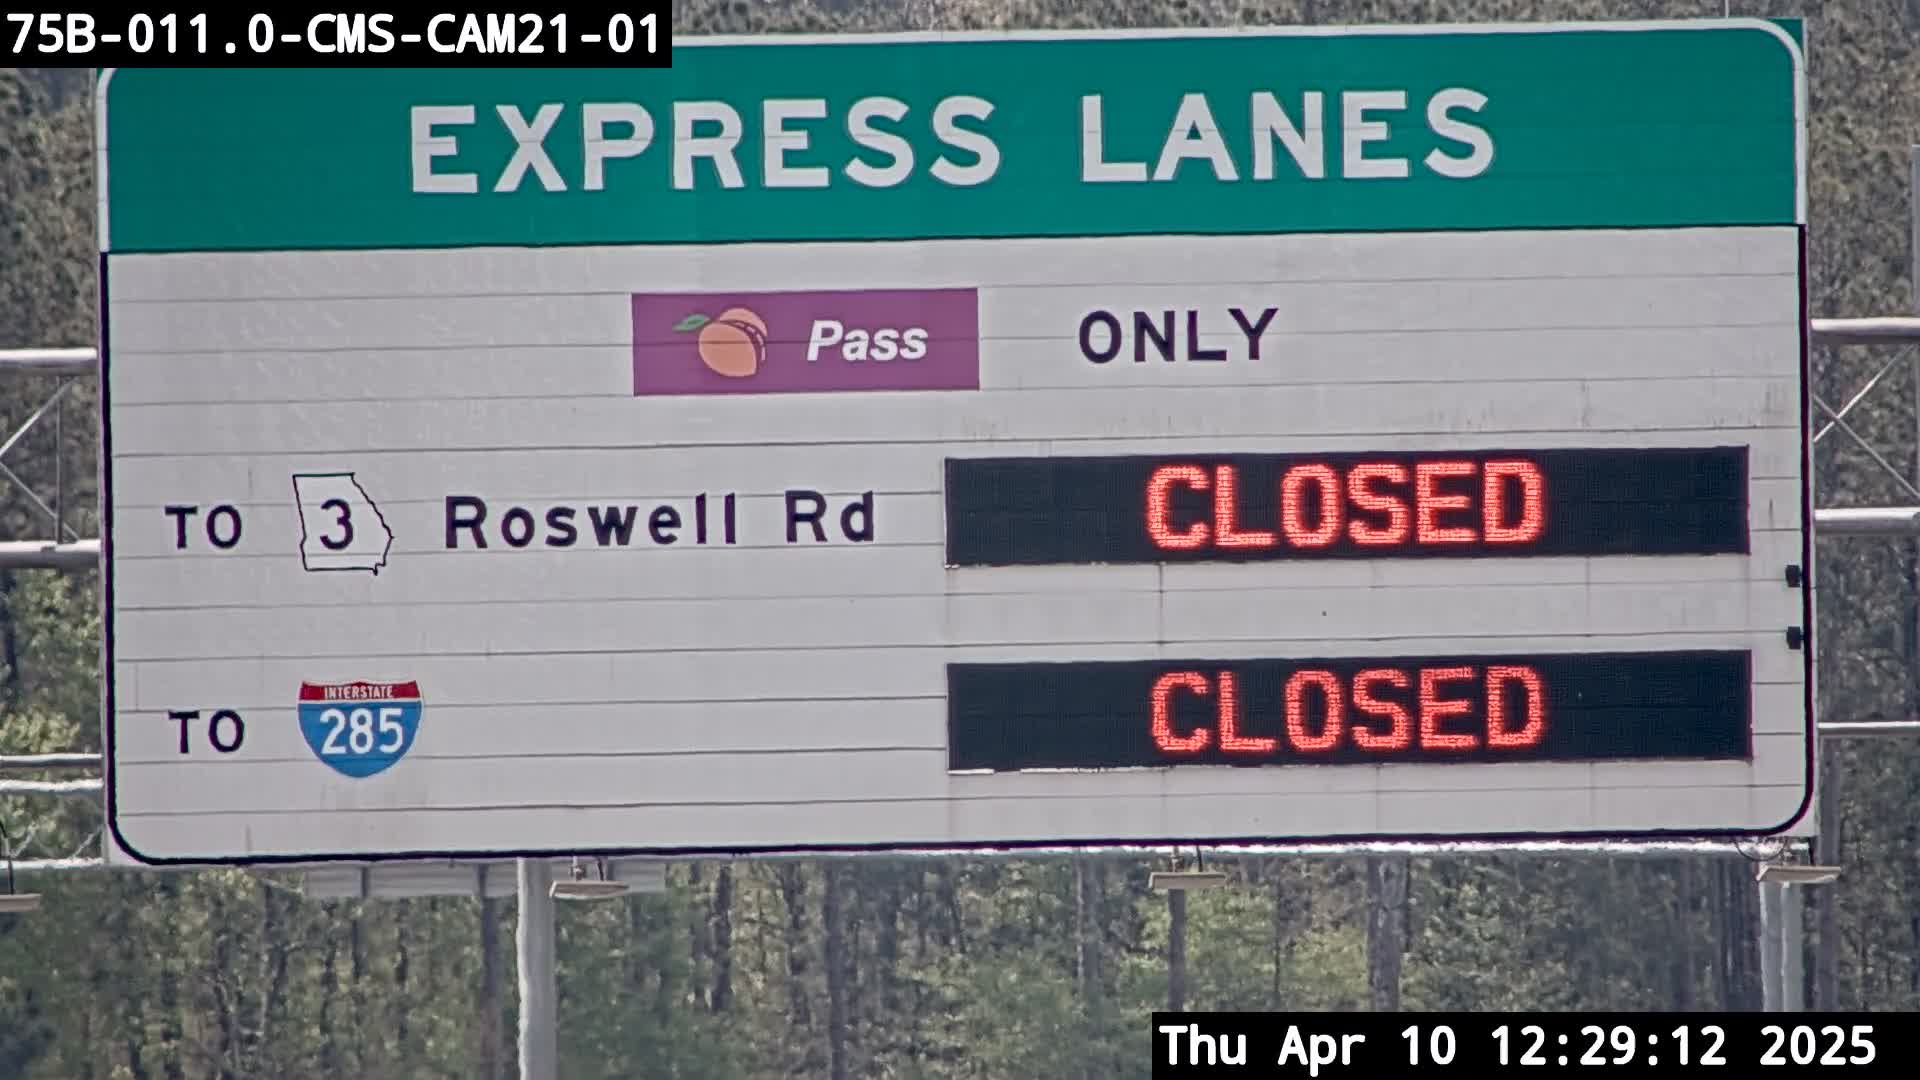 75B-011.0-CMS-CAM21-01
EXPRESS LANES
Pass ONLY
TO 3 Roswell Rd CLOSED
INTERSTATE
TO 285 CLOSED
Thu Apr 10 12:29:12 2025